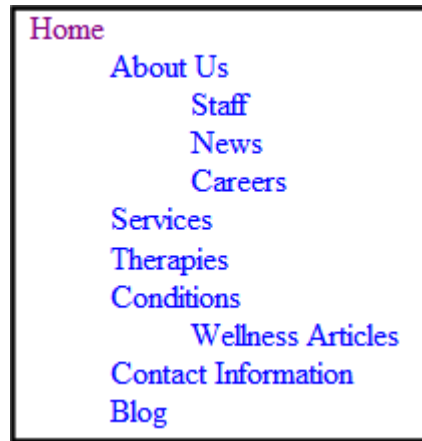 Home
About Us
Staff
News
Careers
Services
Therapies
Conditions
Wellness Articles
Contact Information
Blog